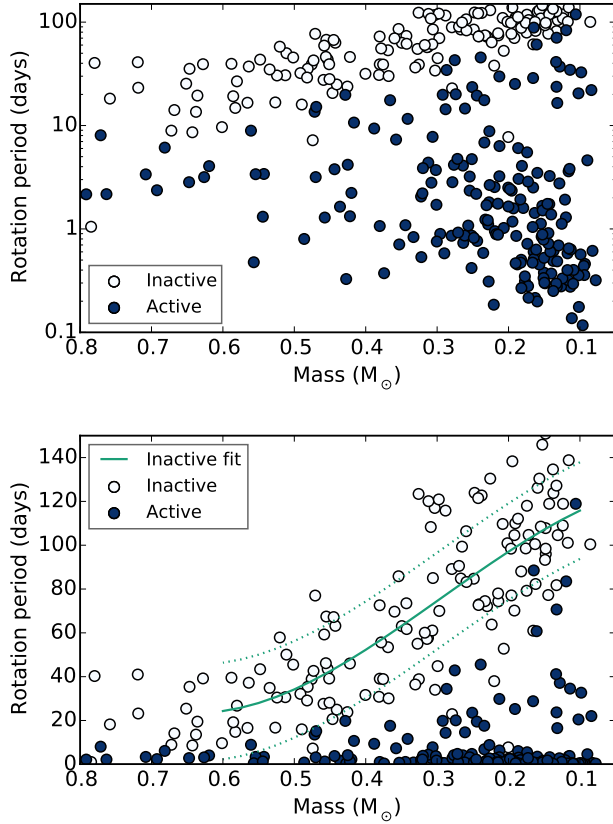 100
10
1
0.1
Rotation period (days)
Inactive
Active
0.8 0.7 0.6 0.5 0.4 0.3 0.2 0.1
Mass (M⊙)
140
120
100
80
60
40
20
0
Rotation period (days)
Inactive fit
Inactive
Active
0.8 0.7 0.6 0.5 0.4 0.3 0.2 0.1
Mass (M⊙)